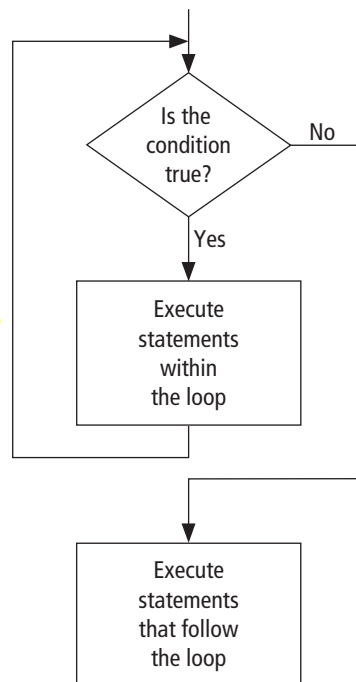 Is the
condition
true?
No
Yes
Execute
statements
within
the loop
Execute
statements
that follow
the loop